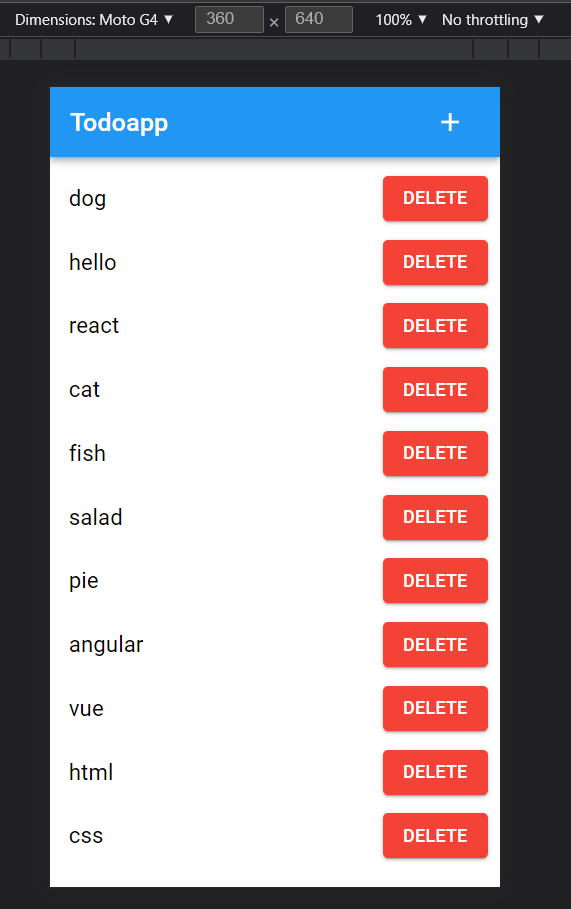 Dimensions: Moto G4 ▼ 360 × 640 100% ▼ No throttling ▼
Todoapp +
dog DELETE
hello DELETE
react DELETE
cat DELETE
fish DELETE
salad DELETE
pie DELETE
angular DELETE
vue DELETE
html DELETE
css DELETE